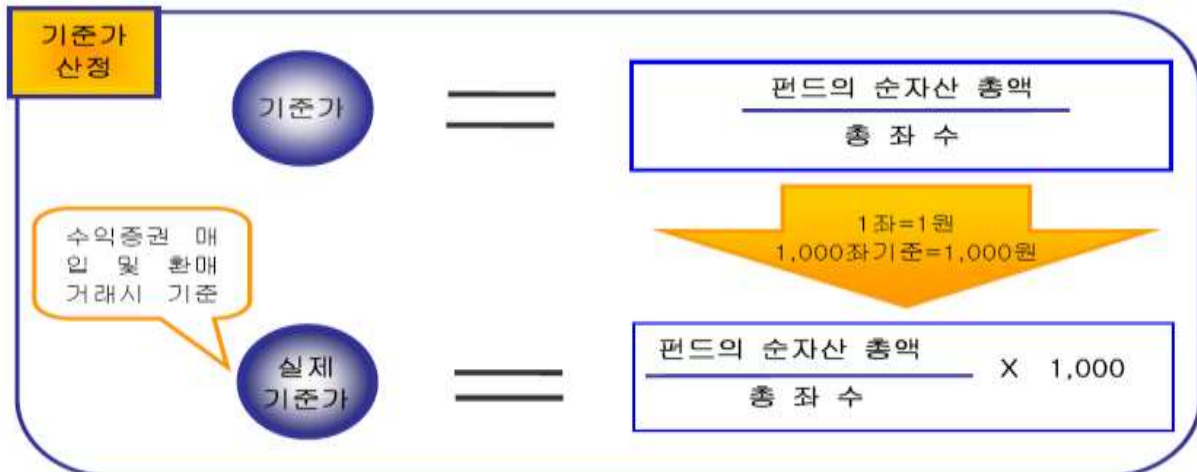 기준가
산정
기준가
펀드의 순자산 총액
총 좌 수
1좌=1원
1,000좌기준=1,000원
수익증권 매
입 및 환매
거래시 기준
실제
기준가
펀드의 순자산 총액
총 좌 수
X 1,000